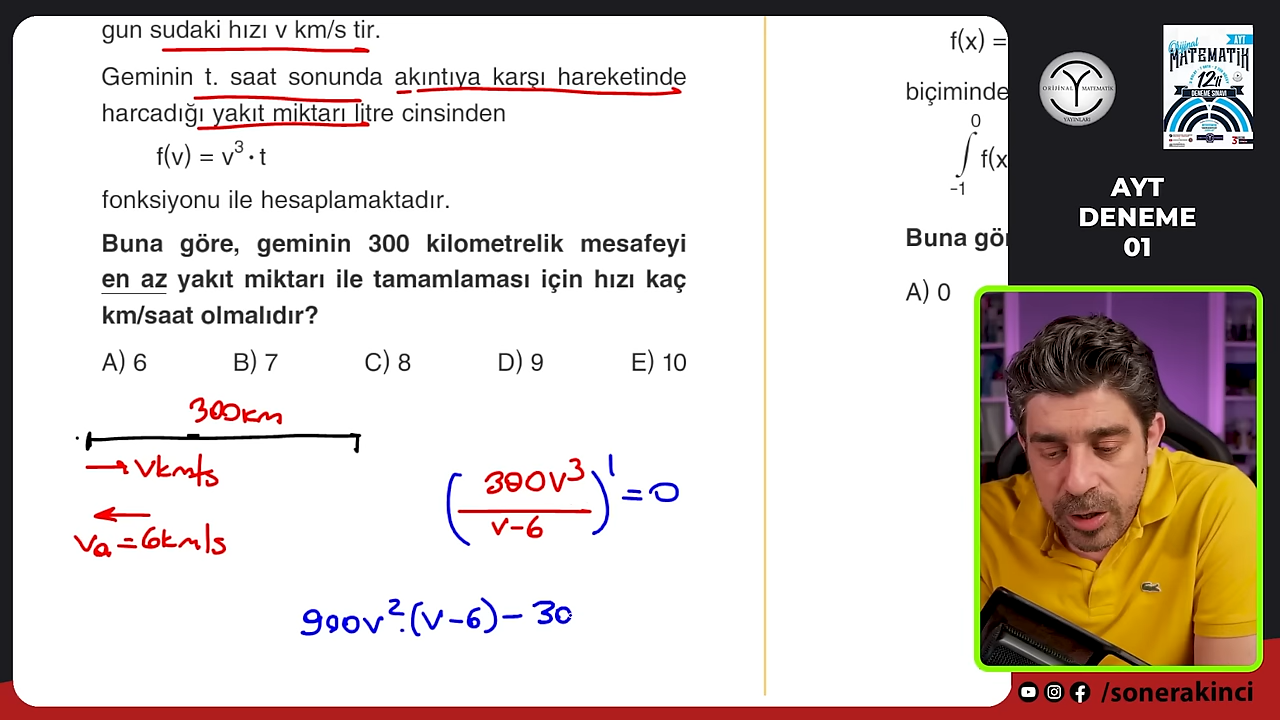 gun sudaki hızı v km/s tir.
Geminin t. saat sonunda akıntıya karşı hareketinde
harcadığı yakıt miktarı litre cinsinden
f(v) = v³ · t
fonksiyonu ile hesaplamaktadır.
Buna göre, geminin 300 kilometrelik mesafeyi
en az yakıt miktarı ile tamamlaması için hızı kaç
km/saat olmalıdır?
A) 6 B) 7 C) 8 D) 9 E) 10
300km
vkm/s
va = 6km/s
(300v³ / v-6)' = 0
900v².(v-6) - 30
f(x) =
biçiminde
0
∫ f(x
-1
Buna gör
A) 0
ORİJİNAL MATEMATİK
YAYINLARI
Orijinal
AYT
MATEMATİK
12'li
DENEME SINAVI
AYT
DENEME
01
/sonerakinci